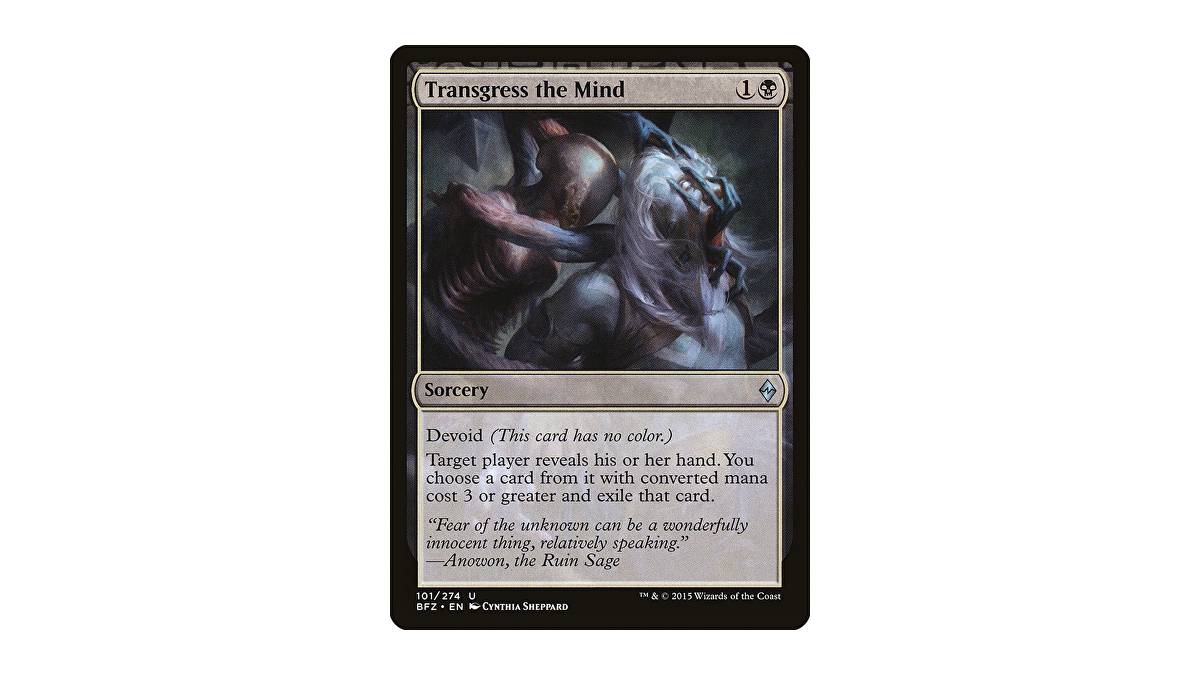 Transgress the Mind 1
Sorcery
Devoid (This card has no color.)
Target player reveals his or her hand. You
choose a card from it with converted mana
cost 3 or greater and exile that card.
“Fear of the unknown can be a wonderfully
innocent thing, relatively speaking.”
—Anowon, the Ruin Sage
101/274 U
BFZ • EN Cynthia Sheppard
™ & © 2015 Wizards of the Coast